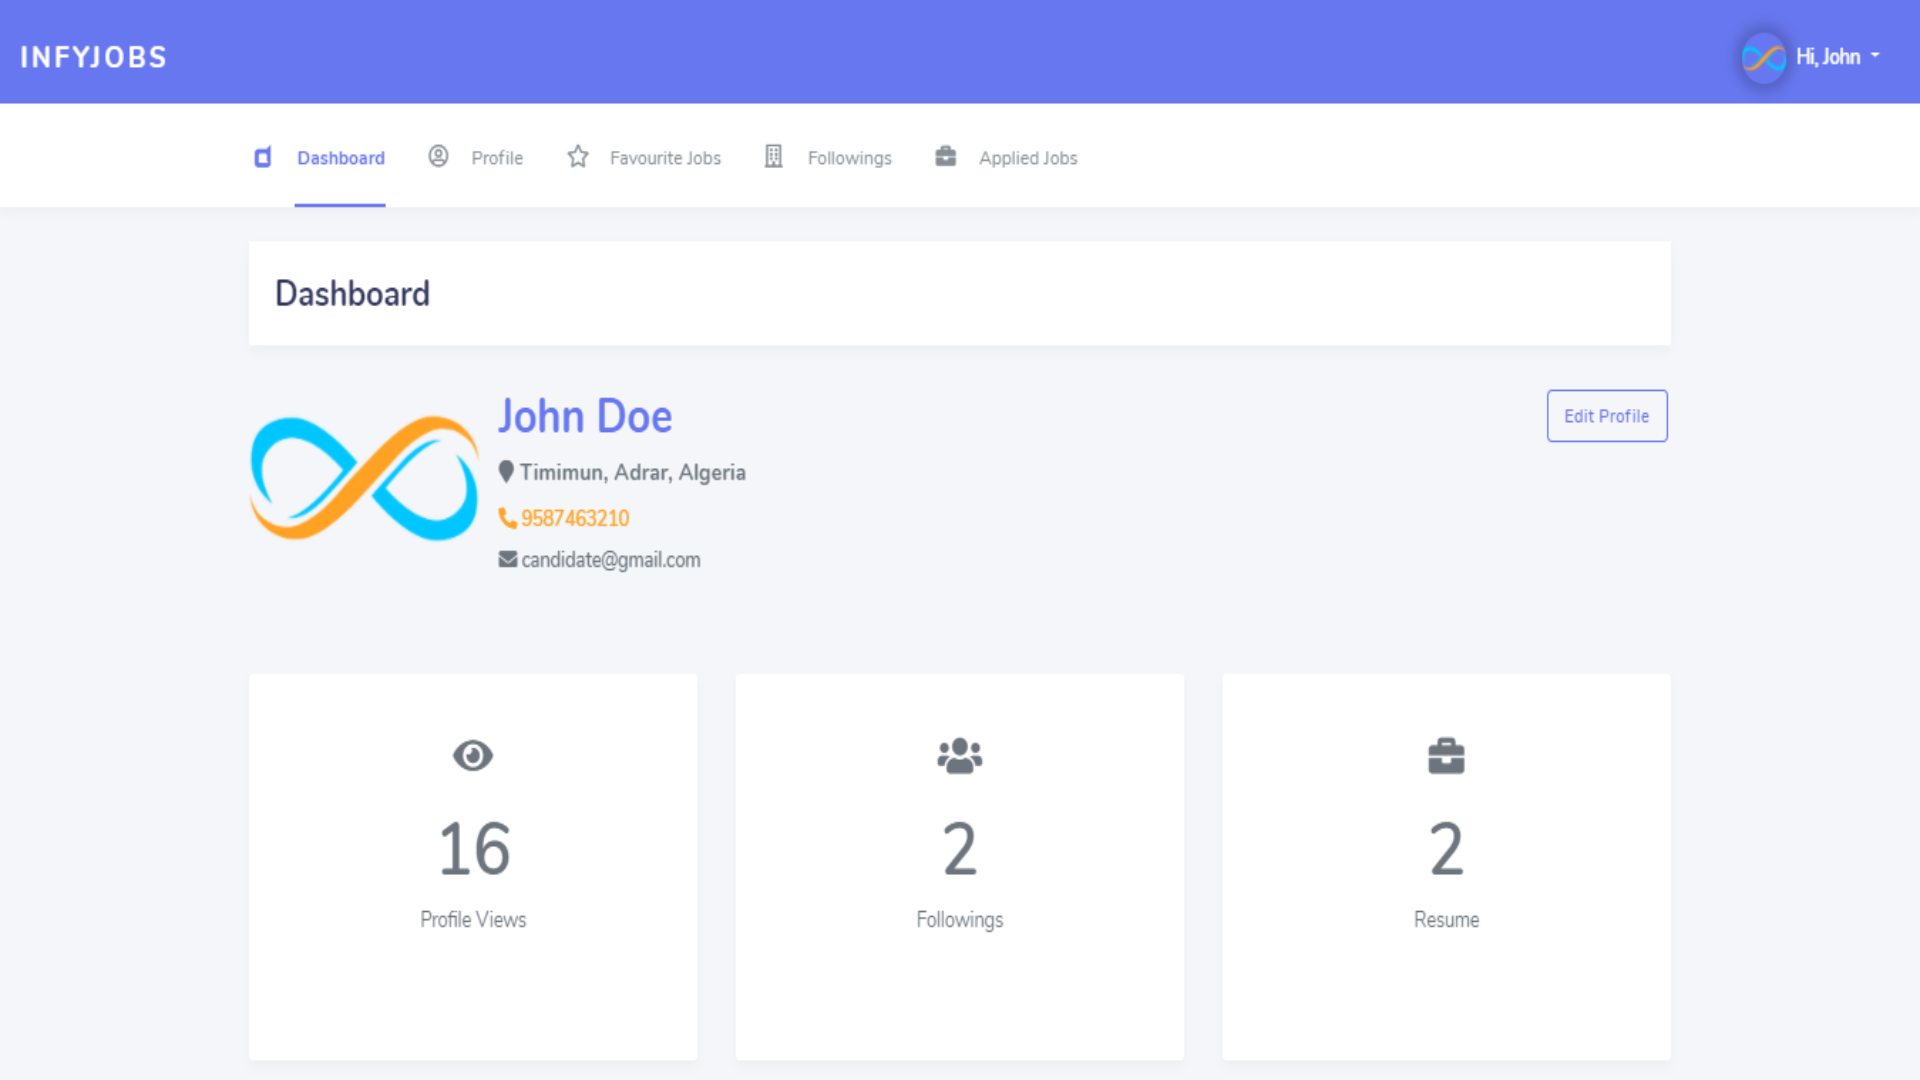 INFYJOBS
Hi, John
Dashboard
Profile
Favourite Jobs
Followings
Applied Jobs
Dashboard
John Doe
Edit Profile
Timimun, Adrar, Algeria
9587463210
candidate@gmail.com
16
Profile Views
2
Followings
2
Resume